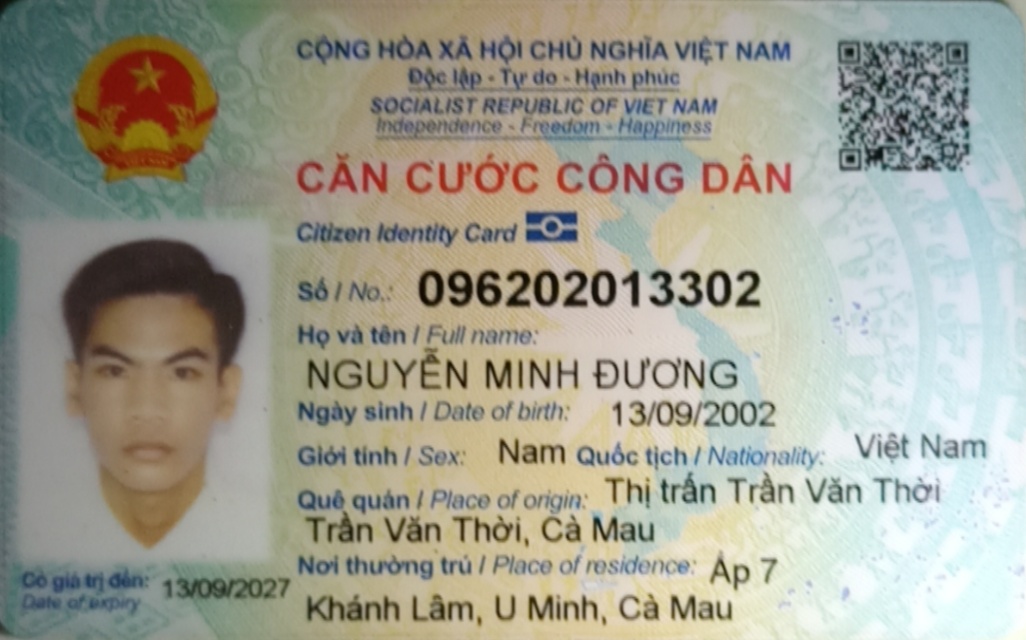 CỘNG HÒA XÃ HỘI CHỦ NGHĨA VIỆT NAM
Độc lập - Tự do - Hạnh phúc
SOCIALIST REPUBLIC OF VIET NAM
Independence - Freedom - Happiness
CĂN CƯỚC CÔNG DÂN
Citizen Identity Card
Số / No.: 096202013302
Họ và tên / Full name:
NGUYỄN MINH ĐƯƠNG
Ngày sinh / Date of birth: 13/09/2002
Giới tính / Sex: Nam Quốc tịch / Nationality: Việt Nam
Quê quán / Place of origin: Thị trấn Trần Văn Thời
Trần Văn Thời, Cà Mau
Nơi thường trú / Place of residence: Ấp 7
Khánh Lâm, U Minh, Cà Mau
Có giá trị đến: 13/09/2027
Date of expiry